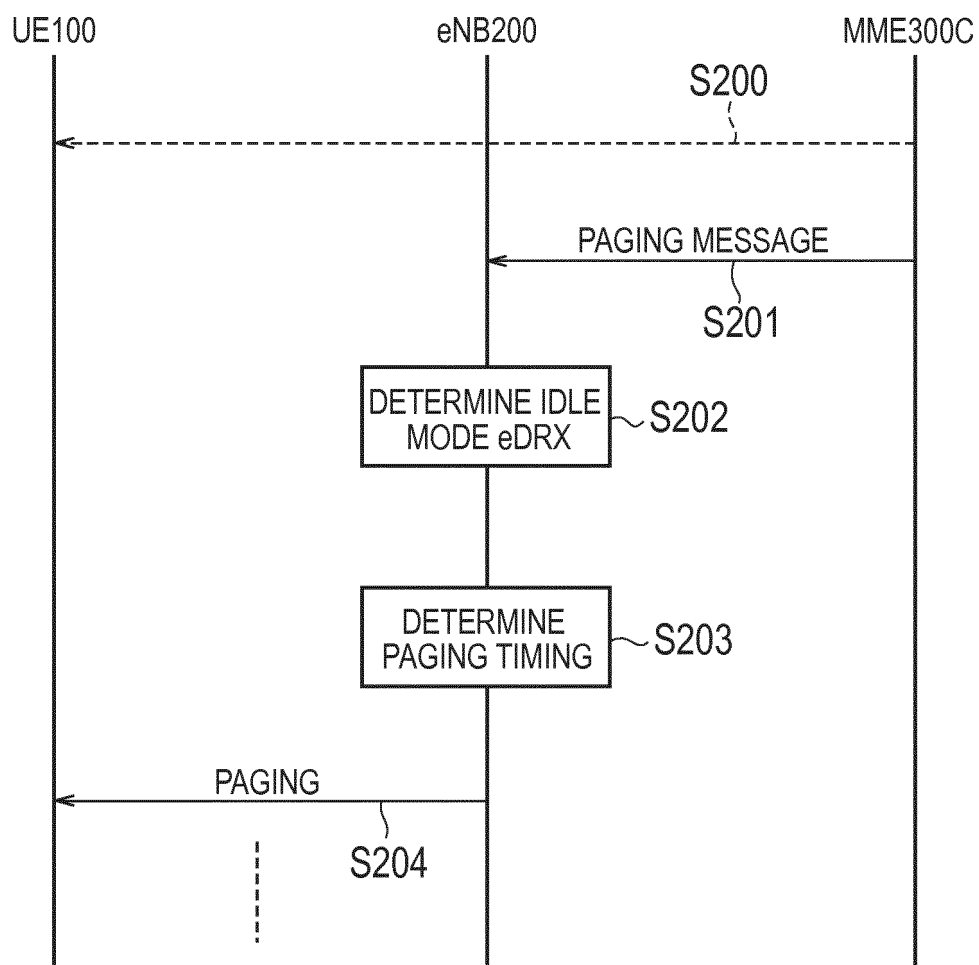 UE100
eNB200
MME300C
S200
PAGING MESSAGE
S201
DETERMINE IDLE
MODE eDRX
S202
DETERMINE
PAGING TIMING
S203
PAGING
S204